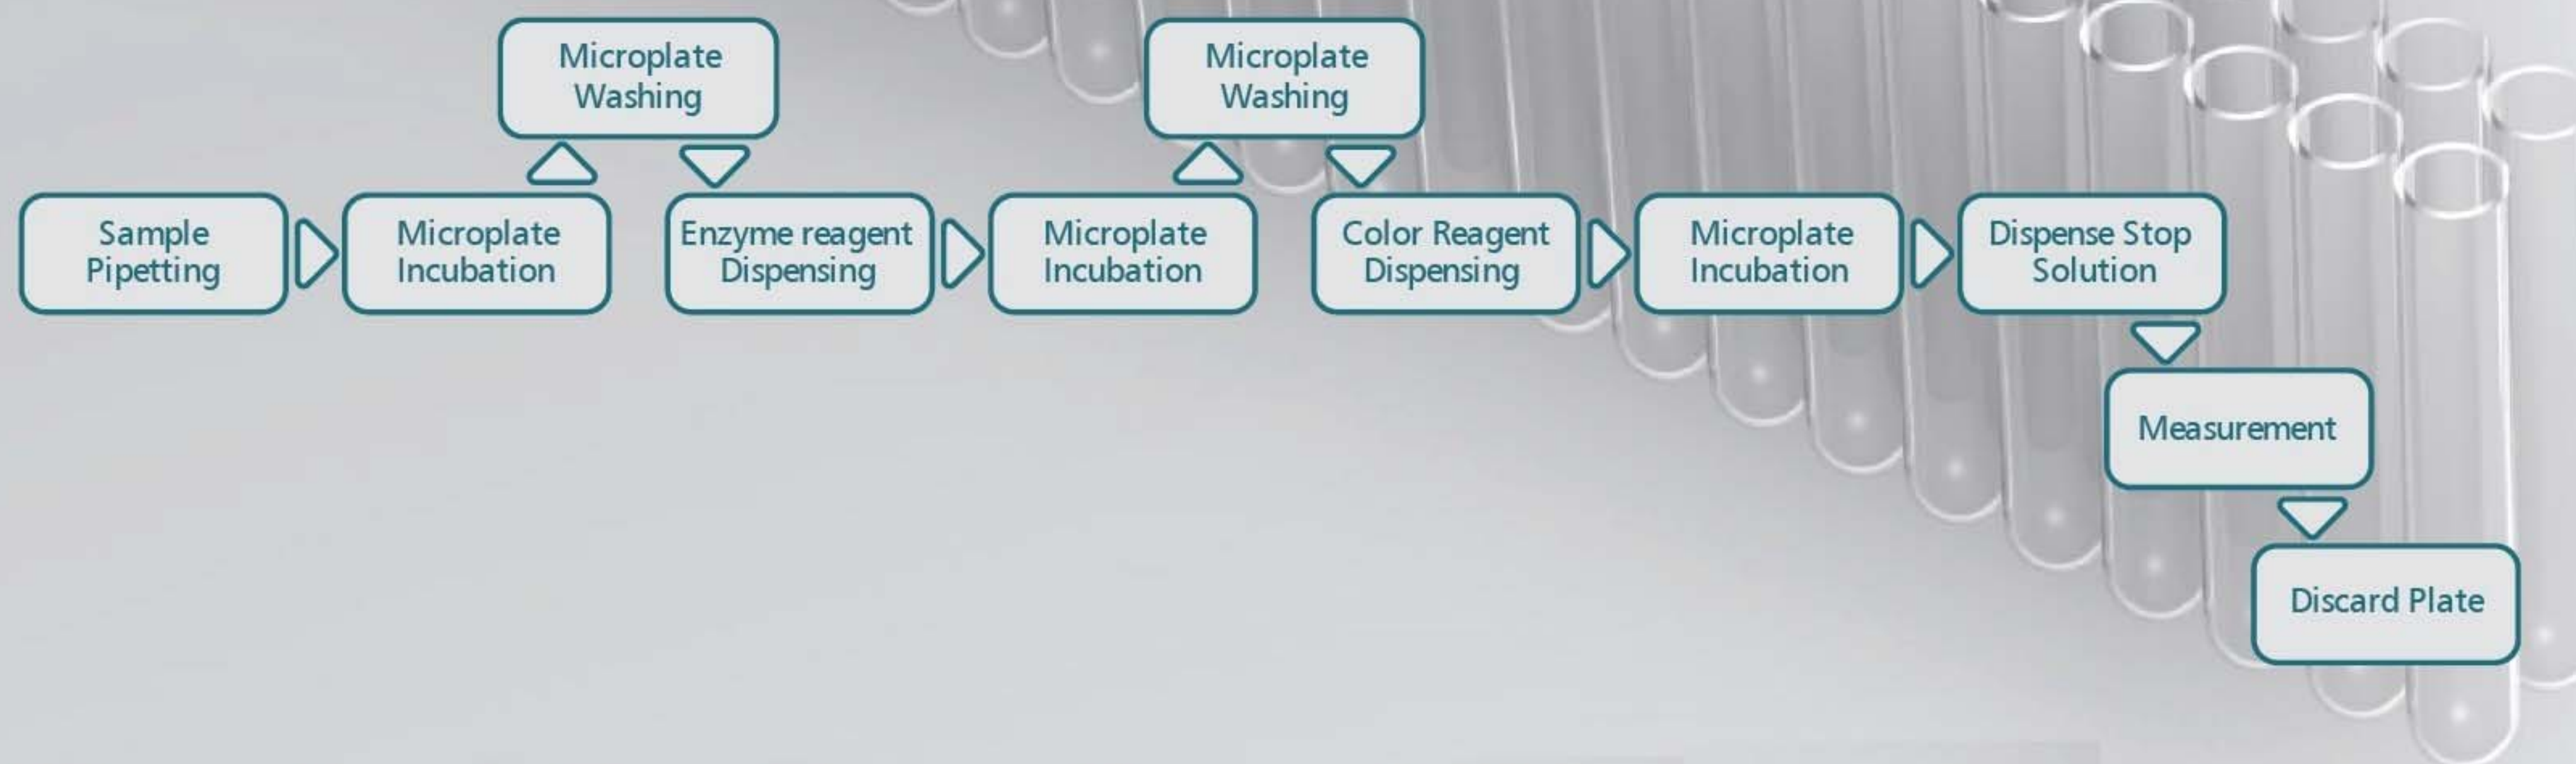 Sample
Pipetting
Microplate
Incubation
Microplate
Washing
Enzyme reagent
Dispensing
Microplate
Incubation
Microplate
Washing
Color Reagent
Dispensing
Microplate
Incubation
Dispense Stop
Solution
Measurement
Discard Plate